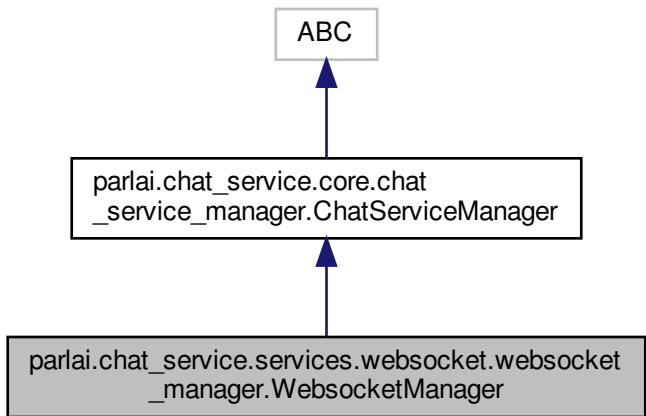 ABC
parlai.chat_service.core.chat
_service_manager.ChatServiceManager
parlai.chat_service.services.websocket.websocket
_manager.WebsocketManager